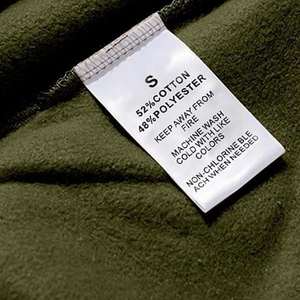 S
52%COTTON
48%POLYESTER
KEEP AWAY FROM
FIRE
MACHINE WASH
COLD WITH LIKE
COLORS
NON-CHLORINE BLE
ACH WHEN NEEDED